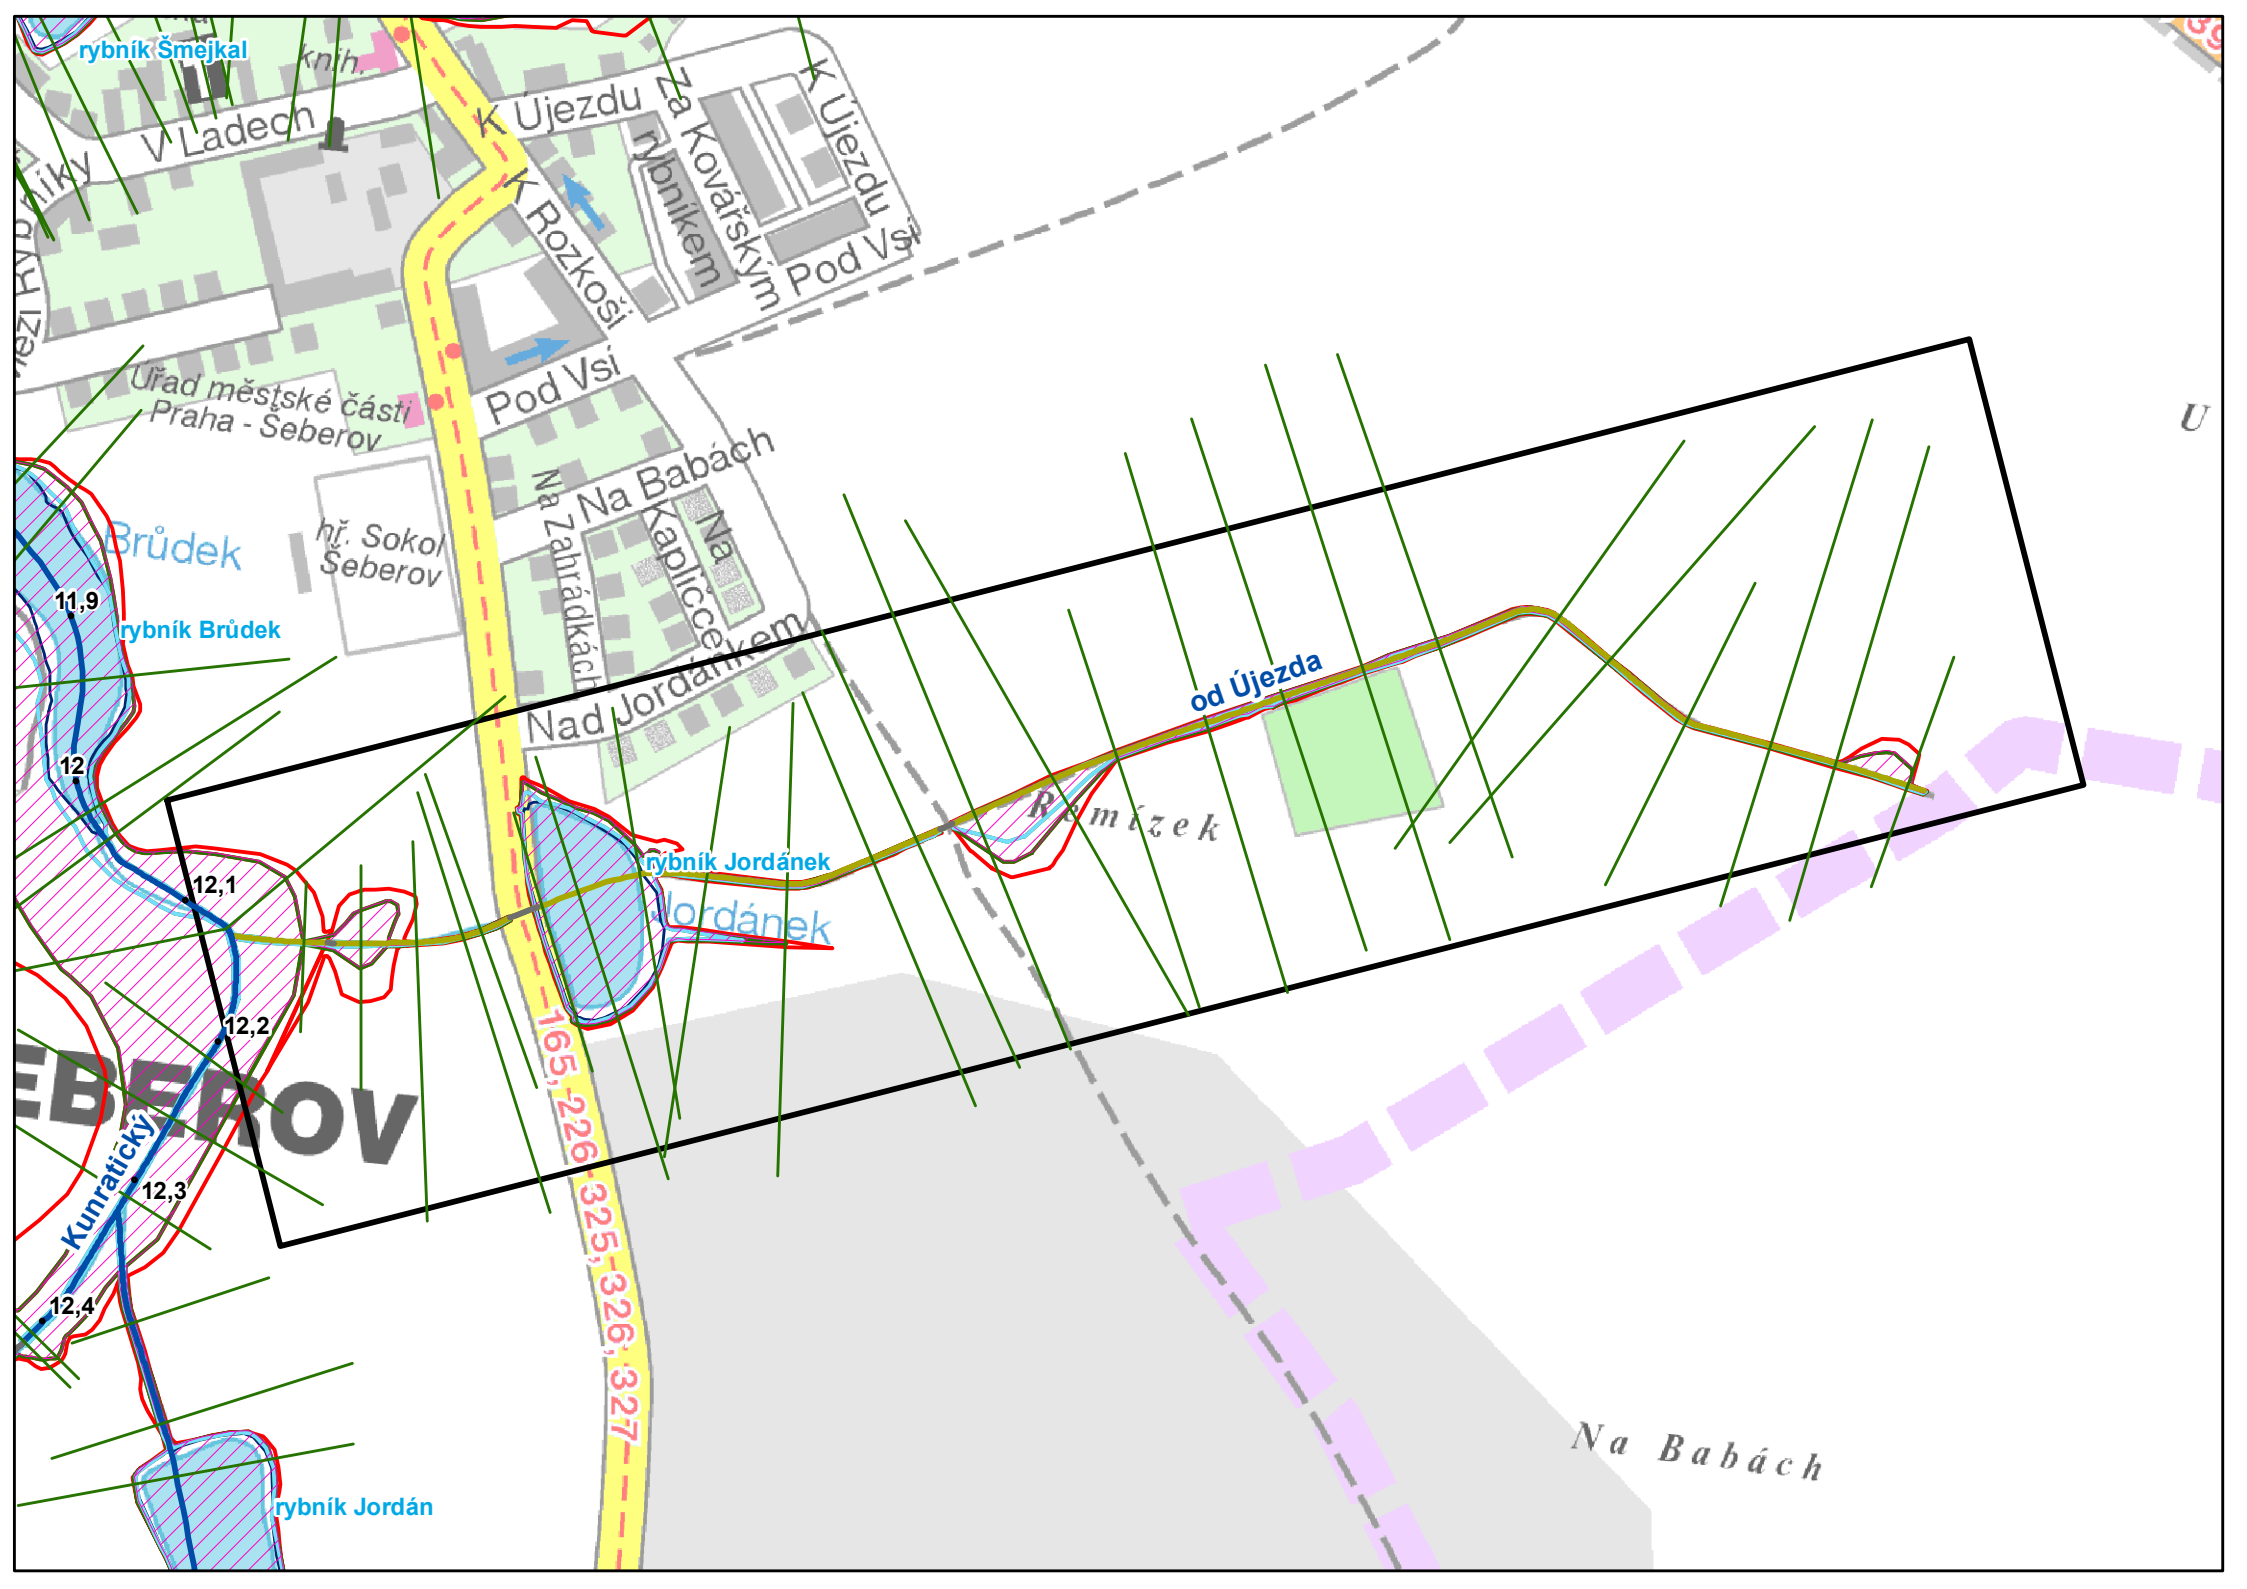 rybník Šmejkal
knih.
V Ladech
K Újezdu
Za Kovářským
rybníkem
K Újezdu
Pod Vsí
K Rozkoši
Pod Vsí
Mezi Rybníky
Úřad městské části
Praha - Šeberov
hř. Sokol
Šeberov
Brůdek
rybník Brůdek
11,9
12
12,1
12,2
12,3
12,4
Na Babách
Na Zahrádkách
Na
Kapličce
Nad Jordánkem
od Újezda
Remízek
rybník Jordánek
Jordánek
EBEROV
Kunratický
165, 226, 325, 326, 327
rybník Jordán
Na Babách
U